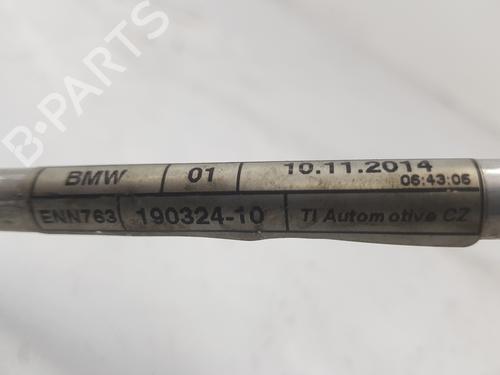 B-PARTS
BMW 01 10.11.2014
06:43:05
ENN763 190324-10 TI Automotive CZ